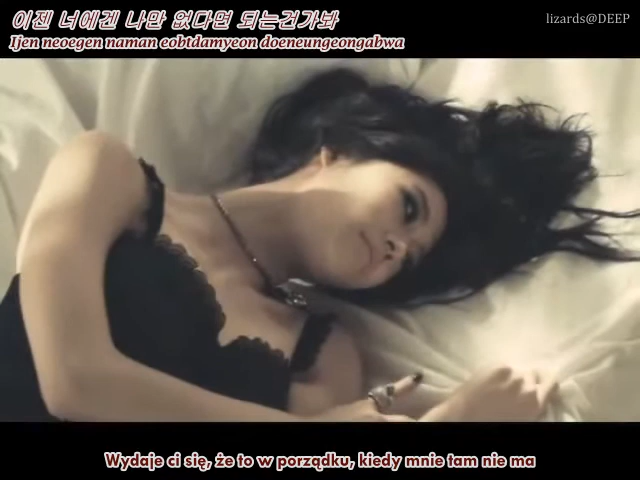 이젠 너에겐 나만 없다면 되는건가봐
lizards@DEEP
Ijen neoegen naman eobtdamyeon doeneungeongabwa
Wydaje ci się, że to w porządku, kiedy mnie tam nie ma